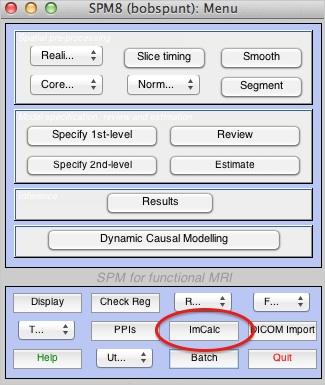 SPM8 (bobspunt): Menu
Spatial pre-processing
Reali... Slice timing Smooth
Core... Norm... Segment
Model specification, review and estimation
Specify 1st-level Review
Specify 2nd-level Estimate
Inference
Results
Dynamic Causal Modelling
SPM for functional MRI
Display Check Reg R... F...
T... PPIs ImCalc DICOM Import
Help Ut... Batch Quit